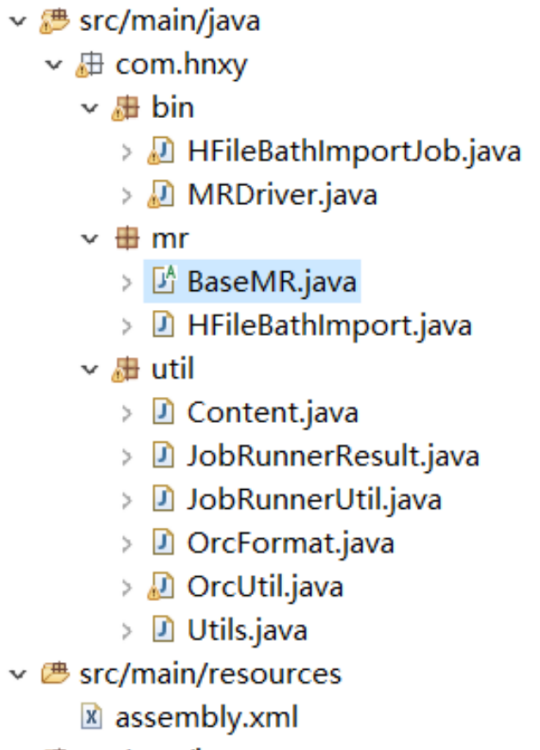 src/main/java
com.hnxy
bin
HFileBathImportJob.java
MRDriver.java
mr
BaseMR.java
HFileBathImport.java
util
Content.java
JobRunnerResult.java
JobRunnerUtil.java
OrcFormat.java
OrcUtil.java
Utils.java
src/main/resources
assembly.xml